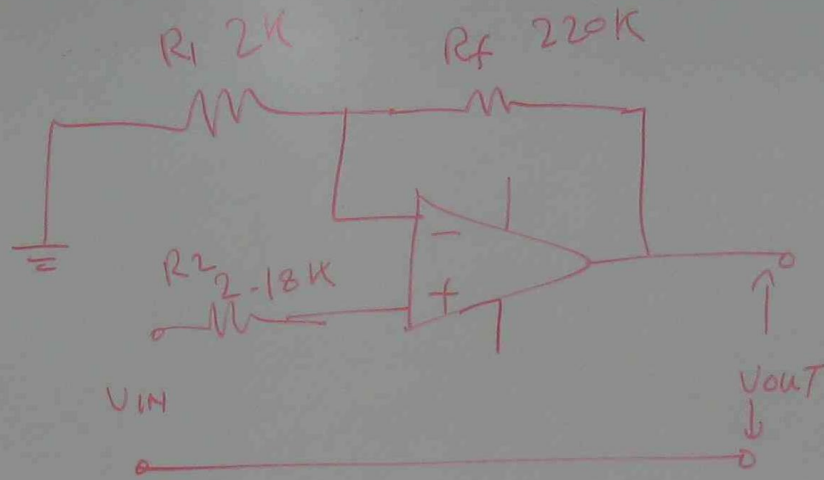 R1 2K
Rf 220K
R2
2-18K
-
+
VIN
VOUT